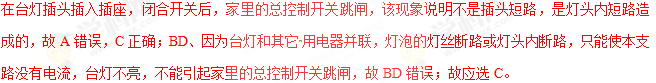 在台灯插头插入插座，闭合开关后，家里的总控制开关跳闸，该现象说明不是插头短路，是灯头内短路造
成的，故 A 错误，C 正确；BD、因为台灯和其它-用电器并联，灯泡的灯丝断路或灯头内断路，只能使本支
路没有电流，台灯不亮，不能引起家里的总控制开关跳闸，故 BD 错误；故应选 C。